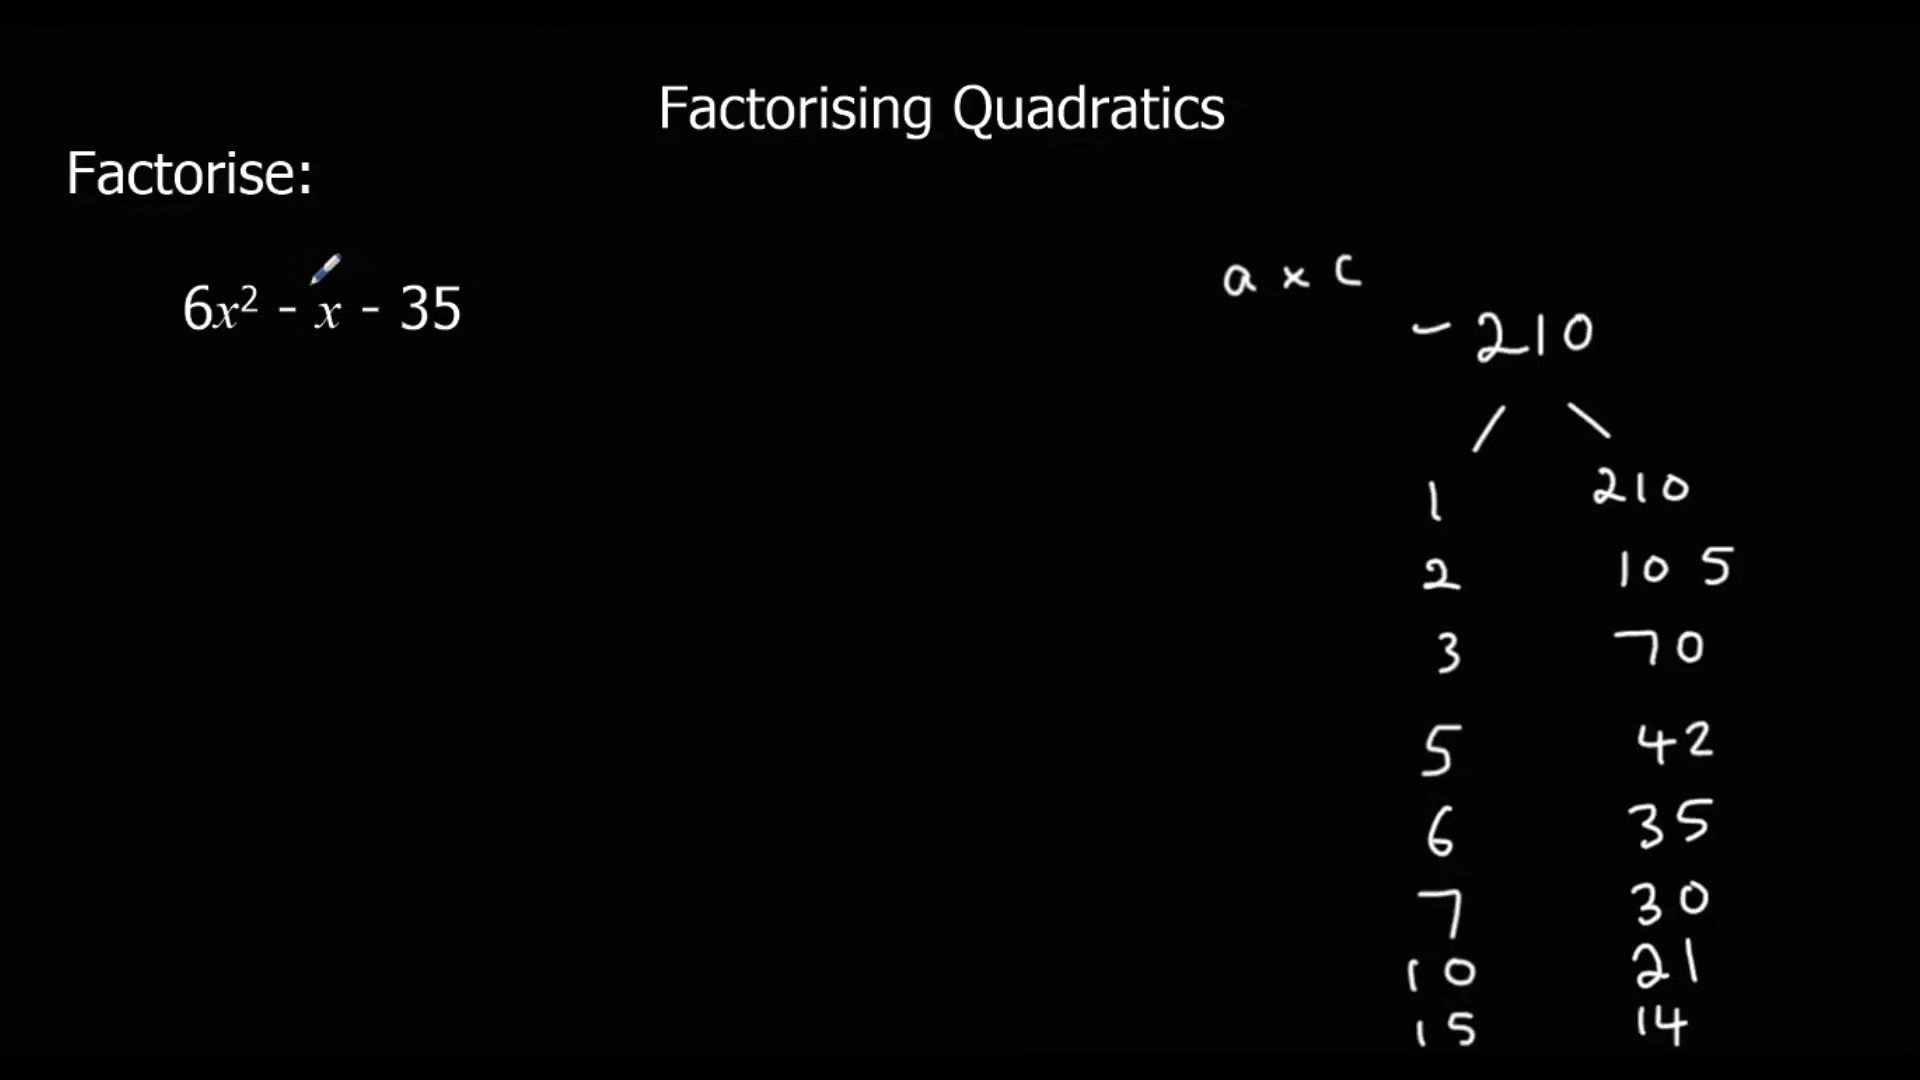 Factorising Quadratics
Factorise:
6x² - x - 35
a × c
- 210
1 210
2 105
3 70
5 42
6 35
7 30
10 21
15 14